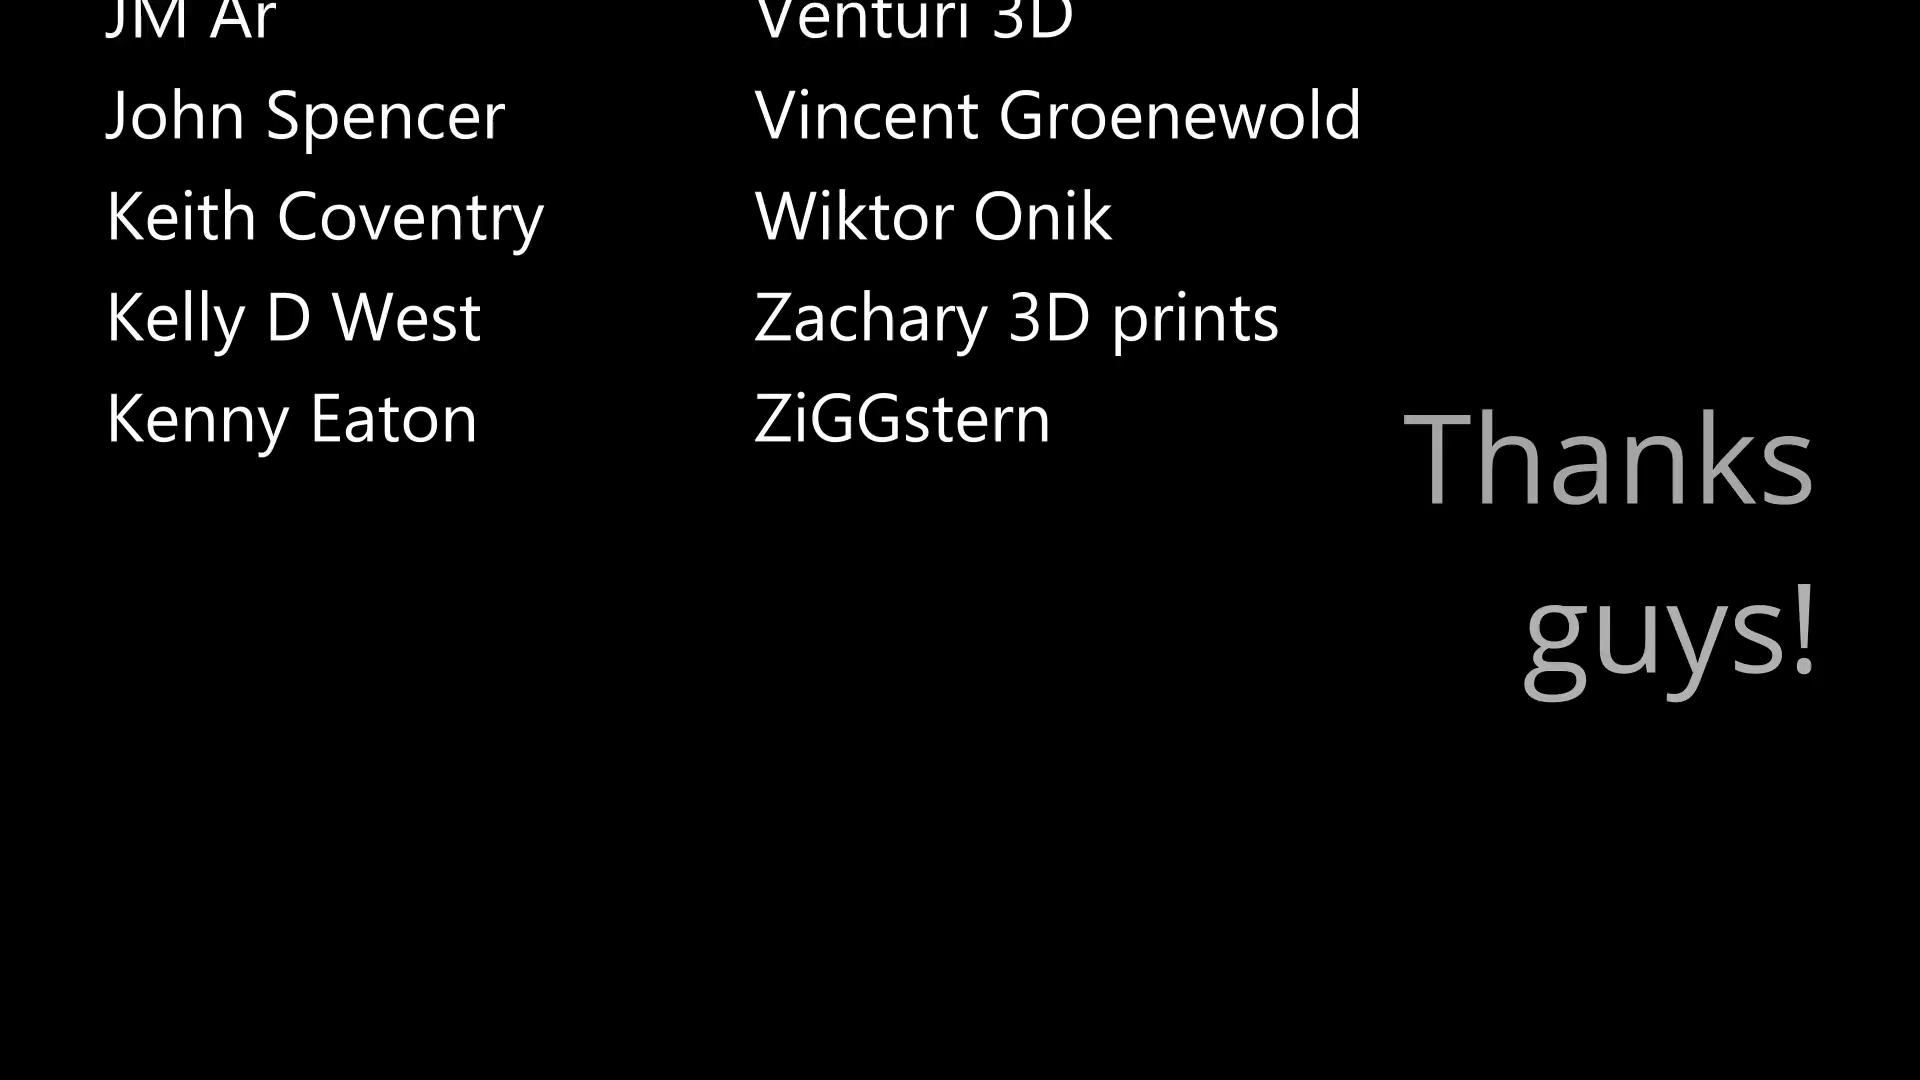 JM Ar
John Spencer
Keith Coventry
Kelly D West
Kenny Eaton
Venturi 3D
Vincent Groenewold
Wiktor Onik
Zachary 3D prints
ZiGGstern
Thanks
guys!